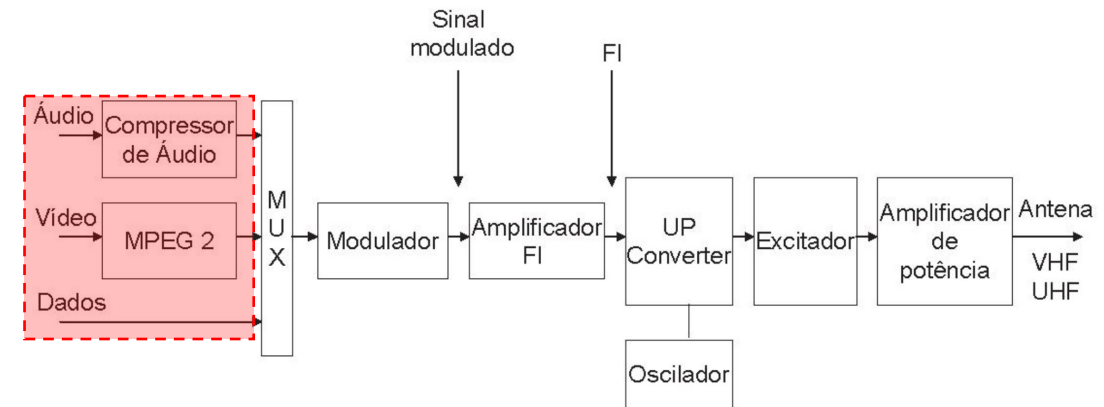 Sinal
modulado
FI
Áudio
Compressor
de Áudio
Vídeo
MPEG 2
Dados
M
U
X
Modulador
Amplificador
FI
UP
Converter
Excitador
Amplificador
de
potência
Antena
VHF
UHF
Oscilador